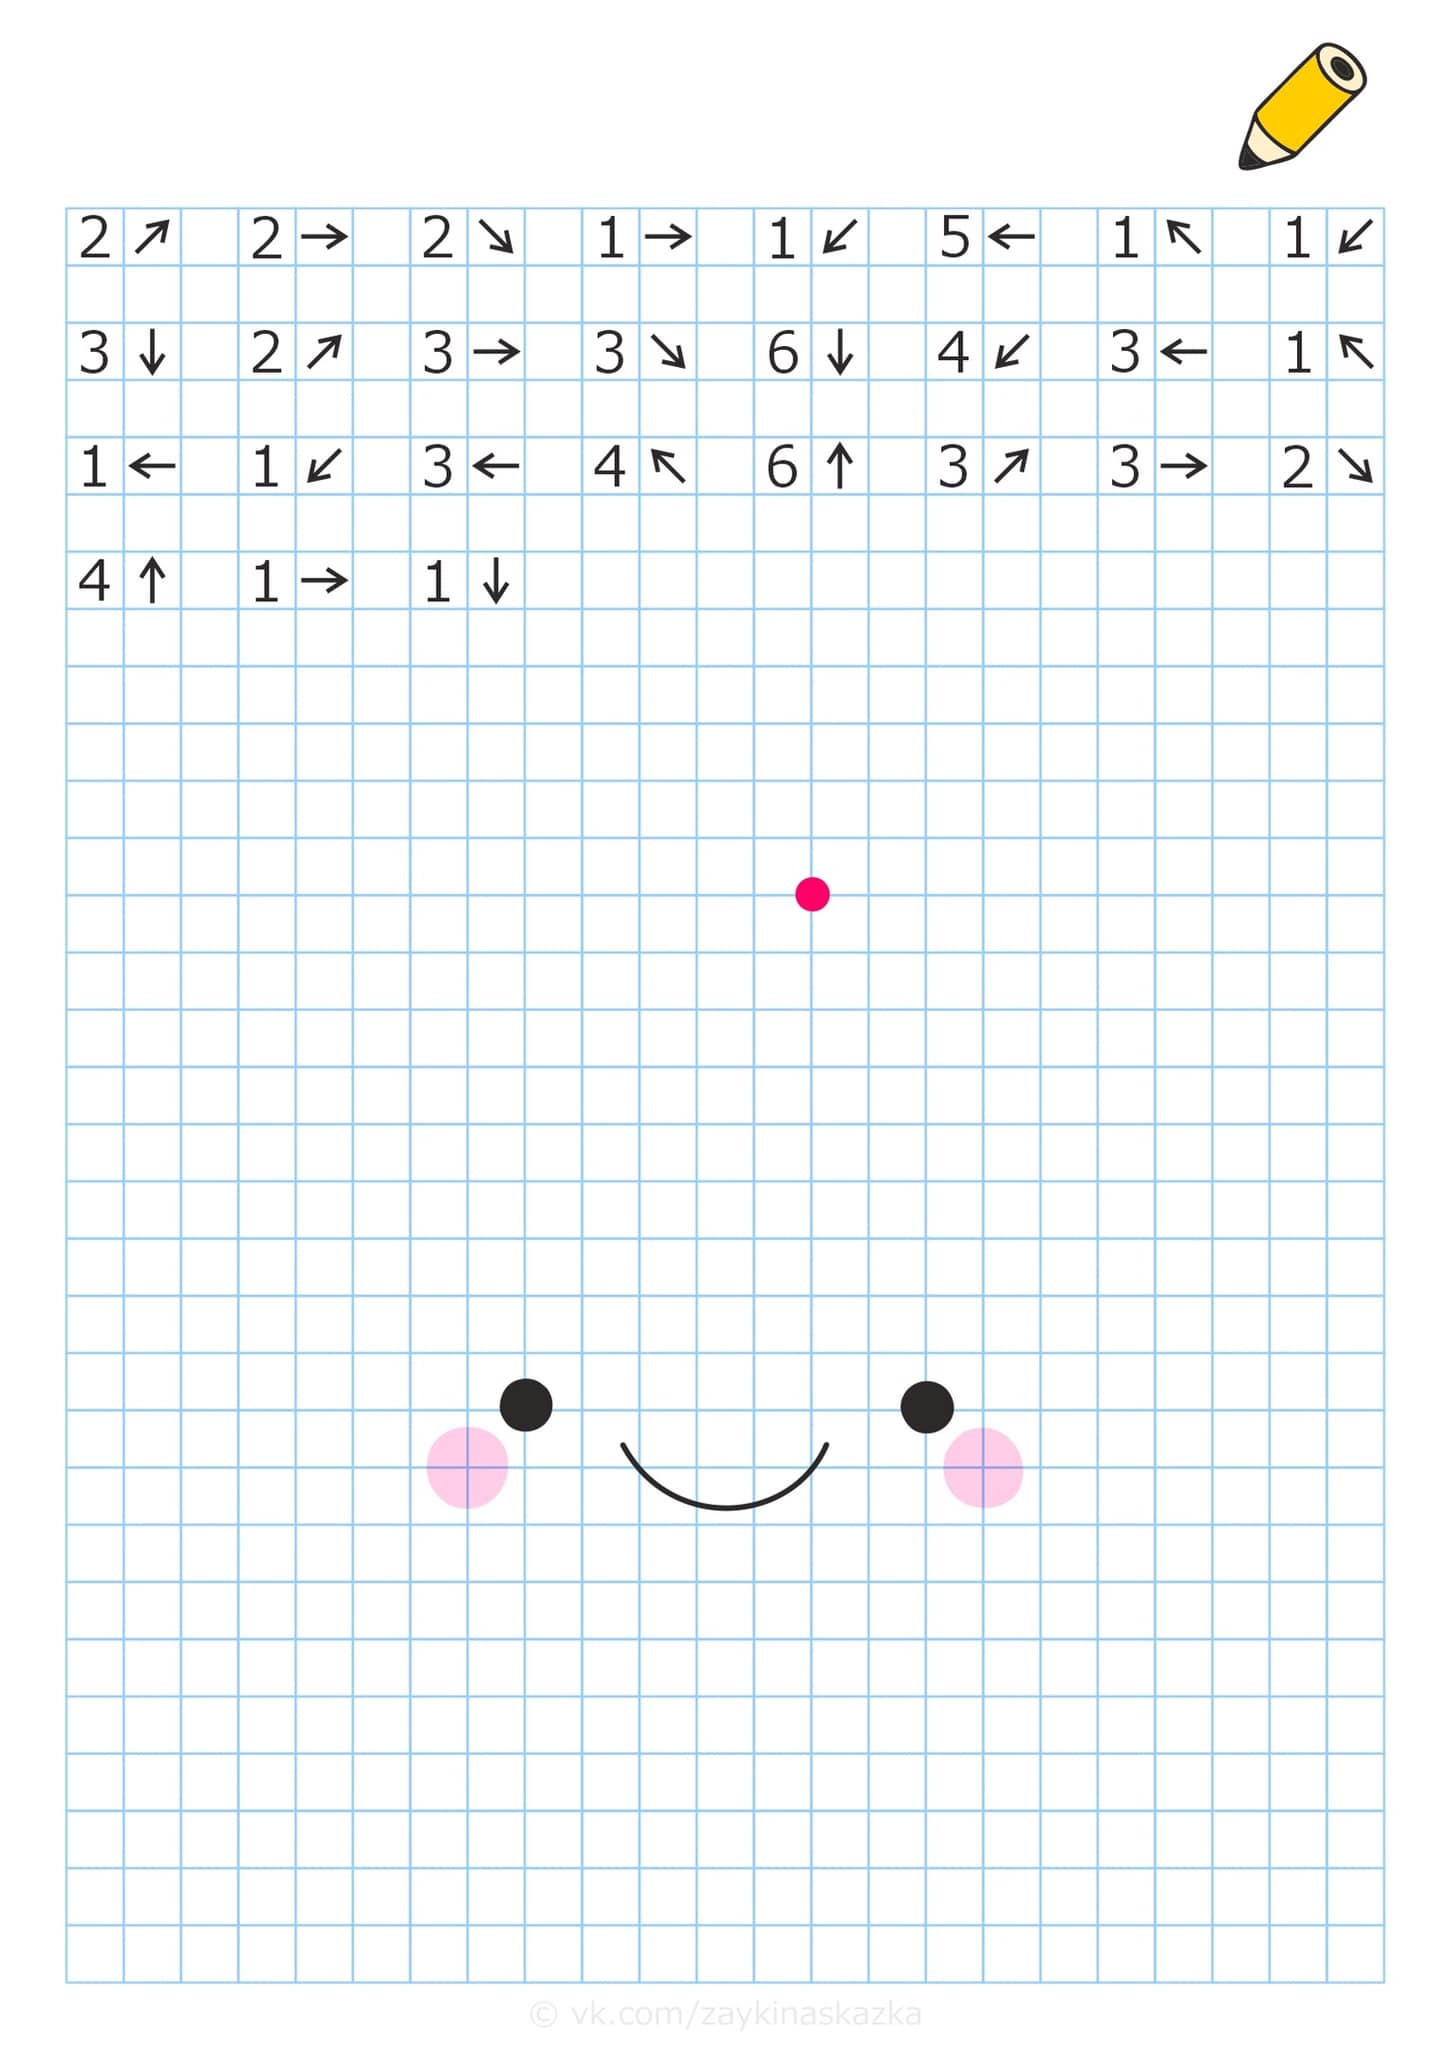 2 ↗ 2 → 2 ↘ 1 → 1 ↙ 5 ← 1 ↖ 1 ↙
3 ↓ 2 ↗ 3 → 3 ↘ 6 ↓ 4 ↙ 3 ← 1 ↖
1 ← 1 ↙ 3 ← 4 ↖ 6 ↑ 3 ↗ 3 → 2 ↘
4 ↑ 1 → 1 ↓
© vk.com/zaykinaskazka